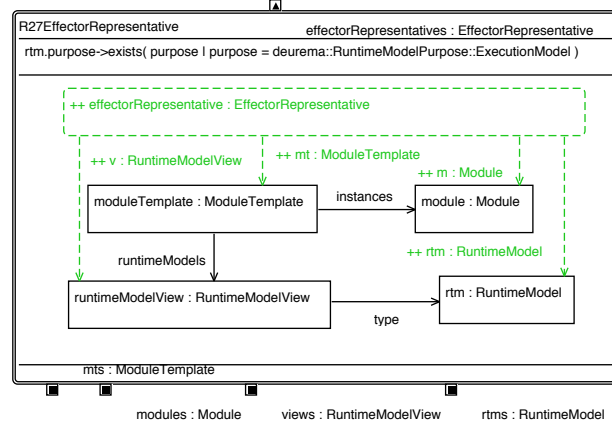 R27EffectorRepresentative
effectorRepresentatives : EffectorRepresentative
rtm.purpose->exists( purpose | purpose = deurema::RuntimeModelPurpose::ExecutionModel )
++ effectorRepresentative : EffectorRepresentative
++ v : RuntimeModelView
++ mt : ModuleTemplate
++ m : Module
moduleTemplate : ModuleTemplate
instances
module : Module
runtimeModels
++ rtm : RuntimeModel
runtimeModelView : RuntimeModelView
rtm : RuntimeModel
type
mts : ModuleTemplate
modules : Module
views : RuntimeModelView
rtms : RuntimeModel